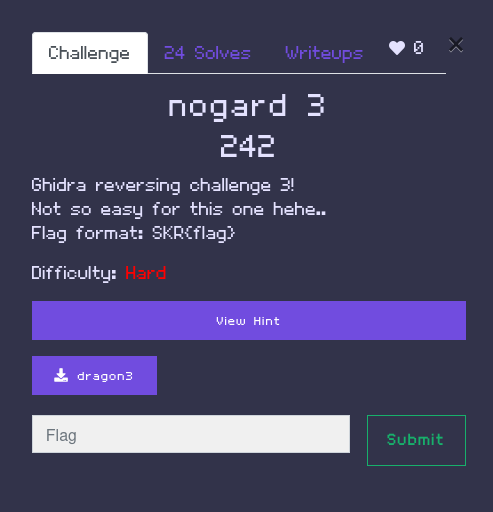 Challenge
24 Solves
Writeups
0
×
nogard 3
242
Ghidra reversing challenge 3!
Not so easy for this one hehe..
Flag format: SKR{flag}
Difficulty: Hard
View Hint
dragon3
Flag
Submit